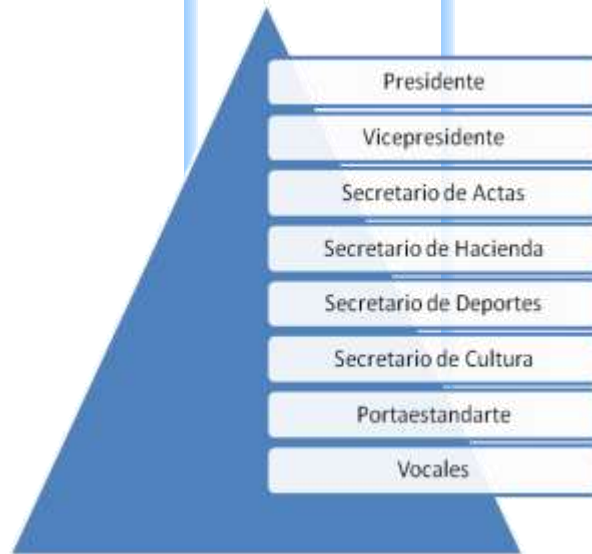 Presidente
Vicepresidente
Secretario de Actas
Secretario de Hacienda
Secretario de Deportes
Secretario de Cultura
Portaestandarte
Vocales